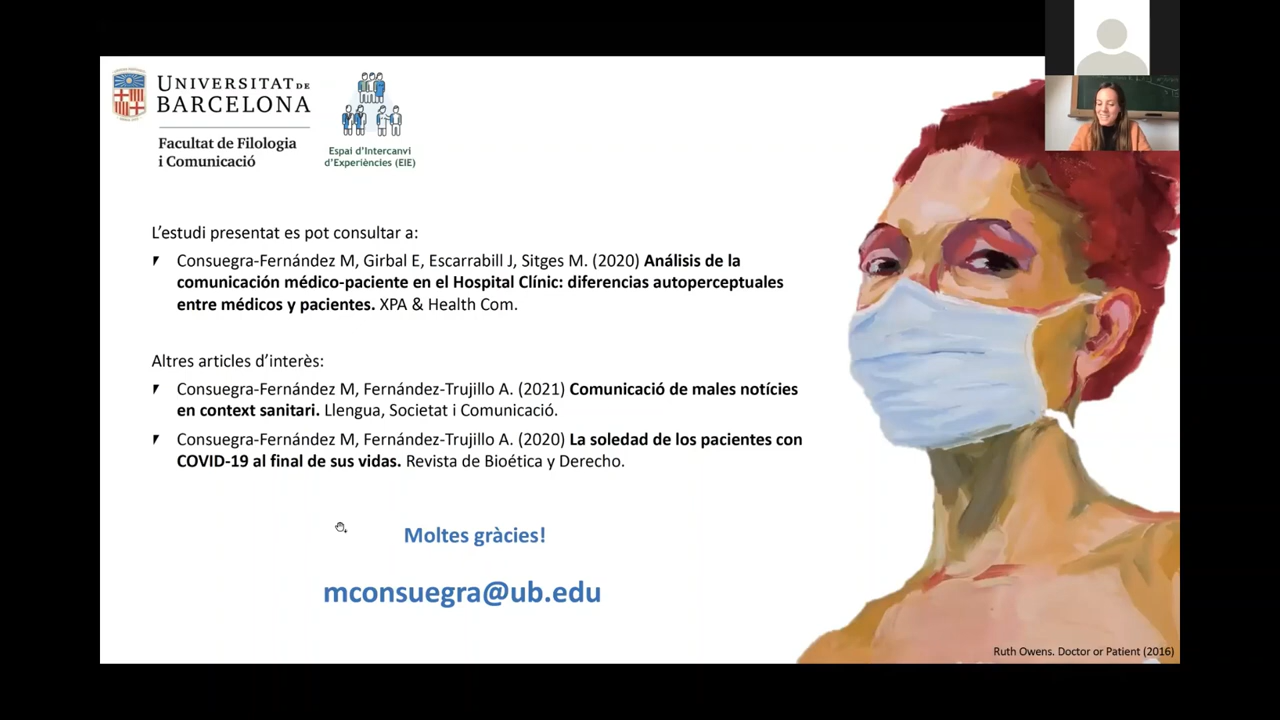 UNIVERSITAT DE
BARCELONA
Facultat de Filologia
i Comunicació
Espai d'Intercanvi
d'Experiències (EIE)
L'estudi presentat es pot consultar a:
Consuegra-Fernández M, Girbal E, Escarrabill J, Sitges M. (2020) Análisis de la
comunicación médico-paciente en el Hospital Clínic: diferencias autoperceptuales
entre médicos y pacientes. XPA & Health Com.
Altres articles d'interès:
Consuegra-Fernández M, Fernández-Trujillo A. (2021) Comunicació de males notícies
en context sanitari. Llengua, Societat i Comunicació.
Consuegra-Fernández M, Fernández-Trujillo A. (2020) La soledad de los pacientes con
COVID-19 al final de sus vidas. Revista de Bioética y Derecho.
Moltes gràcies!
mconsuegra@ub.edu
Ruth Owens. Doctor or Patient (2016)